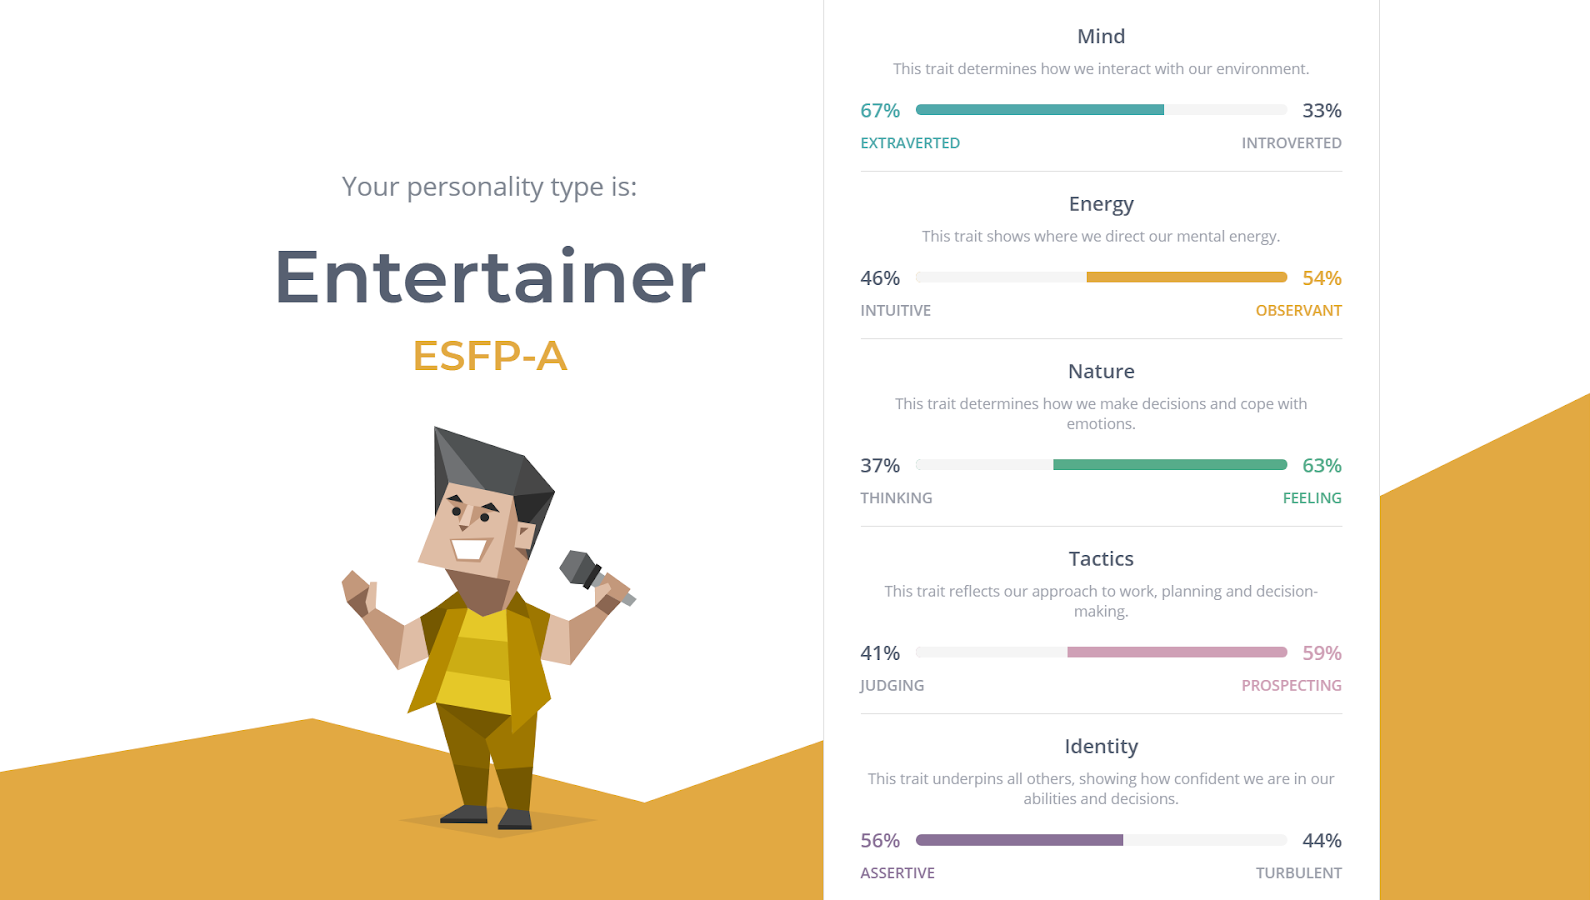 Your personality type is:
Entertainer
ESFP-A
Mind
This trait determines how we interact with our environment.
67% 33%
EXTRAVERTED INTROVERTED
Energy
This trait shows where we direct our mental energy.
46% 54%
INTUITIVE OBSERVANT
Nature
This trait determines how we make decisions and cope with
emotions.
37% 63%
THINKING FEELING
Tactics
This trait reflects our approach to work, planning and decision-
making.
41% 59%
JUDGING PROSPECTING
Identity
This trait underpins all others, showing how confident we are in our
abilities and decisions.
56% 44%
ASSERTIVE TURBULENT